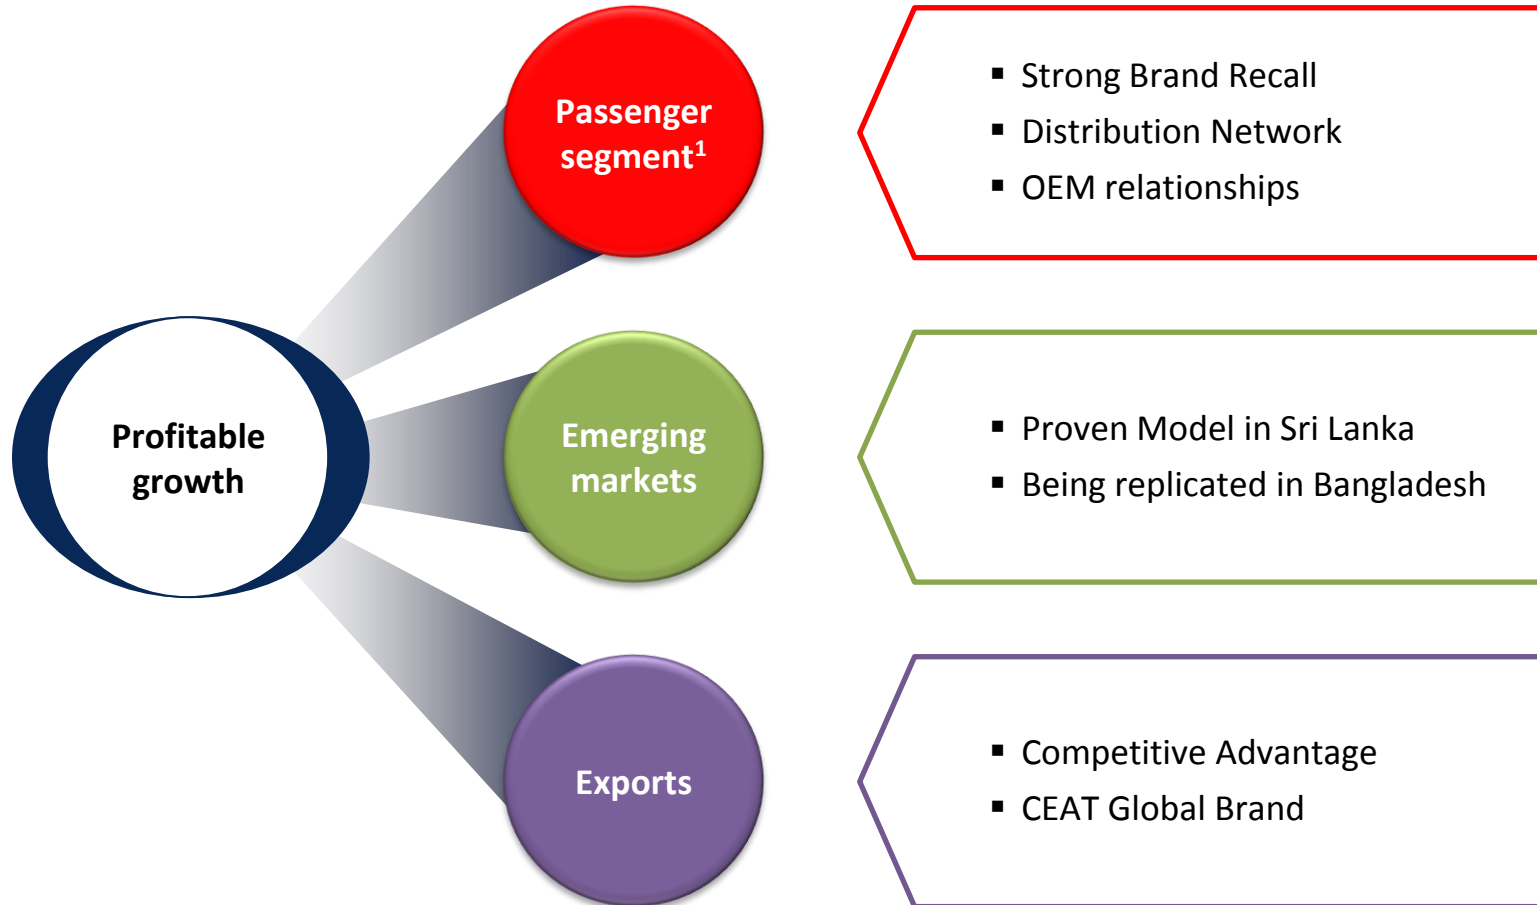 Passenger
segment¹
▪ Strong Brand Recall
▪ Distribution Network
▪ OEM relationships
Profitable
growth
Emerging
markets
▪ Proven Model in Sri Lanka
▪ Being replicated in Bangladesh
Exports
▪ Competitive Advantage
▪ CEAT Global Brand